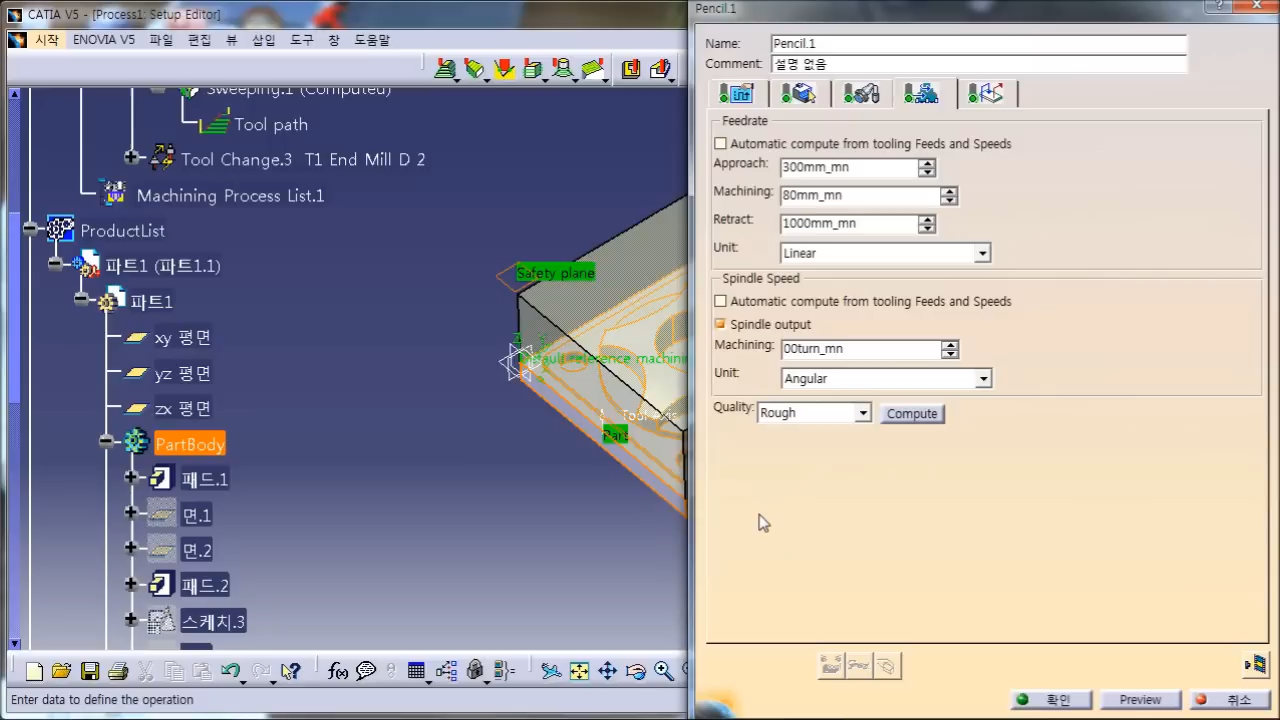 CATIA V5 - [Process1: Setup Editor]
시작 ENOVIA V5 파일 편집 뷰 삽입 도구 창 도움말
Sweeping.1 (Computed)
Tool path
Tool Change.3 T1 End Mill D 2
Machining Process List.1
ProductList
파트1 (파트1.1)
파트1
xy 평면
yz 평면
zx 평면
PartBody
패드.1
면.1
면.2
패드.2
스케치.3
Safety plane
Default reference machini
Tool Axis
Part
Enter data to define the operation
Pencil.1
Name: Pencil.1
Comment: 설명 없음
Feedrate
Automatic compute from tooling Feeds and Speeds
Approach: 300mm_mn
Machining: 80mm_mn
Retract: 1000mm_mn
Unit: Linear
Spindle Speed
Automatic compute from tooling Feeds and Speeds
Spindle output
Machining: 00turn_mn
Unit: Angular
Quality: Rough Compute
확인 Preview 취소